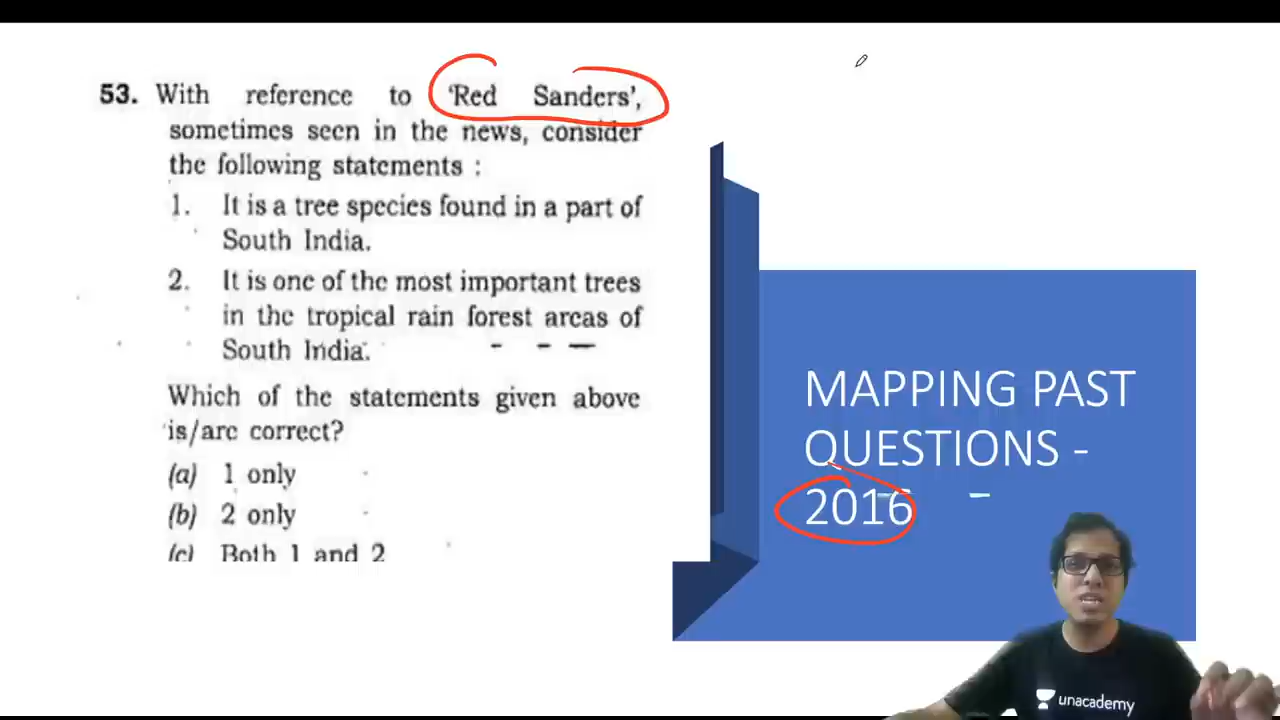 53. With reference to 'Red Sanders',
sometimes seen in the news, consider
the following statements :
1. It is a tree species found in a part of
South India.
2. It is one of the most important trees
in the tropical rain forest areas of
South India.
Which of the statements given above
is/are correct?
(a) 1 only
(b) 2 only
(c) Both 1 and 2
MAPPING PAST
QUESTIONS -
2016
unacademy